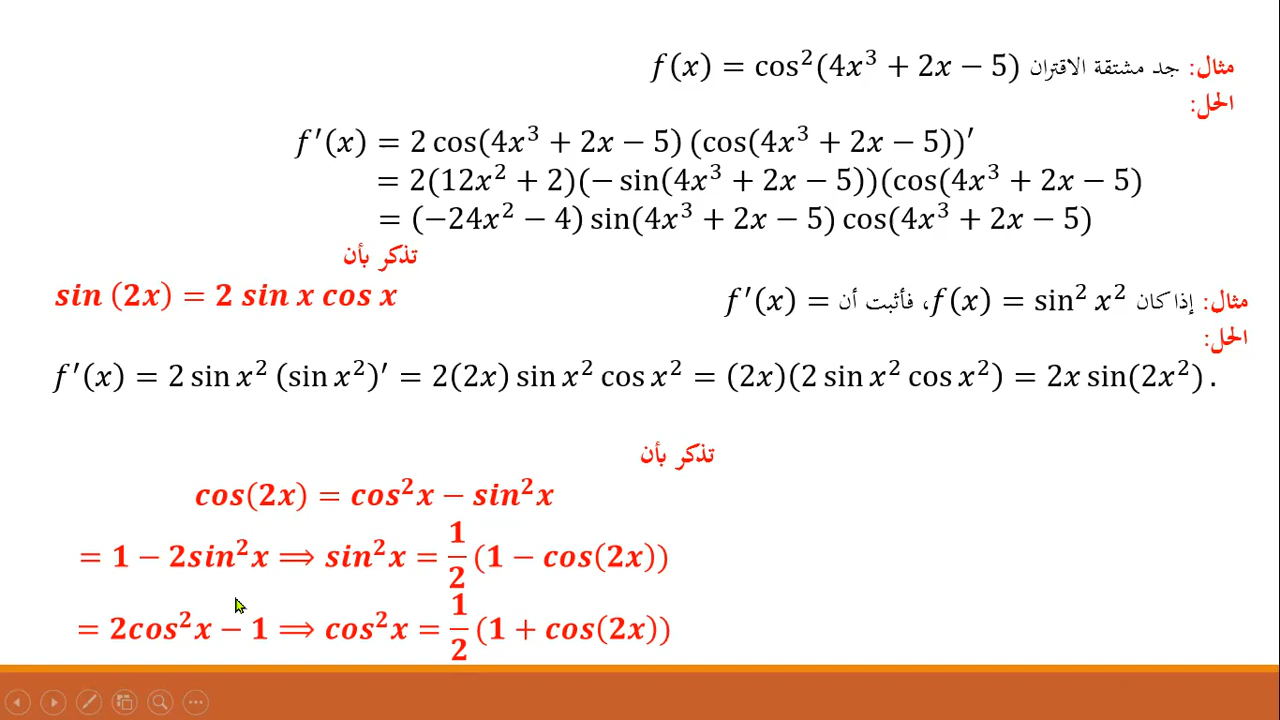 مثال: جد مشتقة الاقتران f(x) = cos²(4x³ + 2x − 5)
الحل:
f′(x) = 2 cos(4x³ + 2x − 5) (cos(4x³ + 2x − 5))′
= 2(12x² + 2)(− sin(4x³ + 2x − 5))(cos(4x³ + 2x − 5)
= (−24x² − 4) sin(4x³ + 2x − 5) cos(4x³ + 2x − 5)
تذكر بأن
sin (2x) = 2 sin x cos x
مثال: إذا كان f(x) = sin² x²، فأثبت أن f′(x) =
الحل:
f′(x) = 2 sin x² (sin x²)′ = 2(2x) sin x² cos x² = (2x)(2 sin x² cos x²) = 2x sin(2x²) .
تذكر بأن
cos(2x) = cos²x − sin²x
= 1 − 2sin²x ⟹ sin²x = 1/2 (1 − cos(2x))
= 2cos²x − 1 ⟹ cos²x = 1/2 (1 + cos(2x))